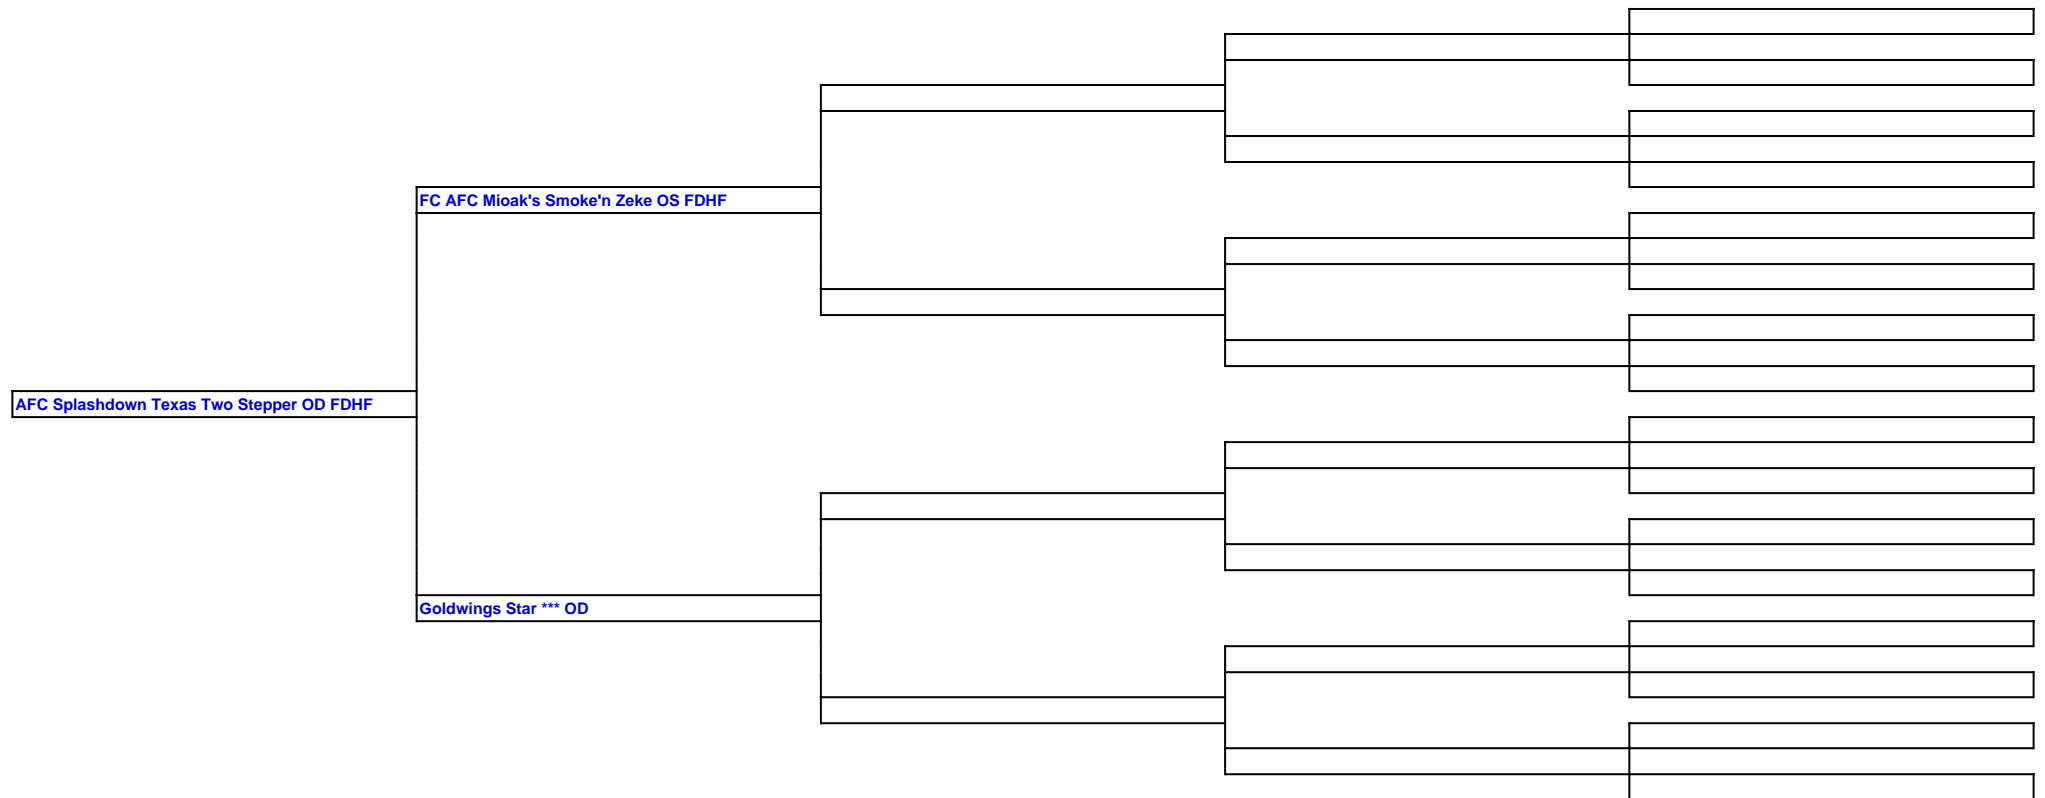 FC AFC Mioak's Smoke'n Zeke OS FDHF
AFC Splashdown Texas Two Stepper OD FDHF
Goldwings Star *** OD